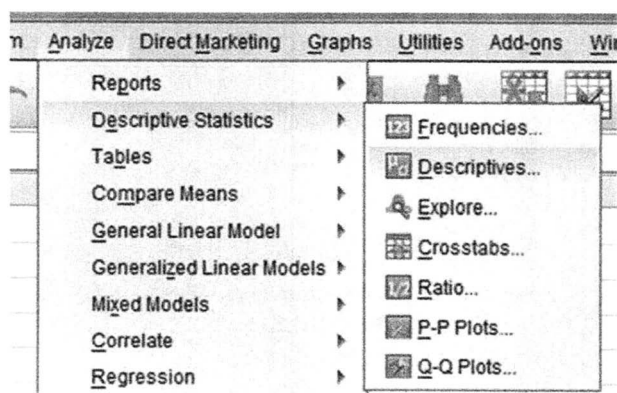 Analyze Direct Marketing Graphs Utilities Add-ons
Reports
Descriptive Statistics
Tables
Compare Means
General Linear Model
Generalized Linear Models
Mixed Models
Correlate
Regression
Frequencies...
Descriptives...
Explore...
Crosstabs...
Ratio...
P-P Plots...
Q-Q Plots...